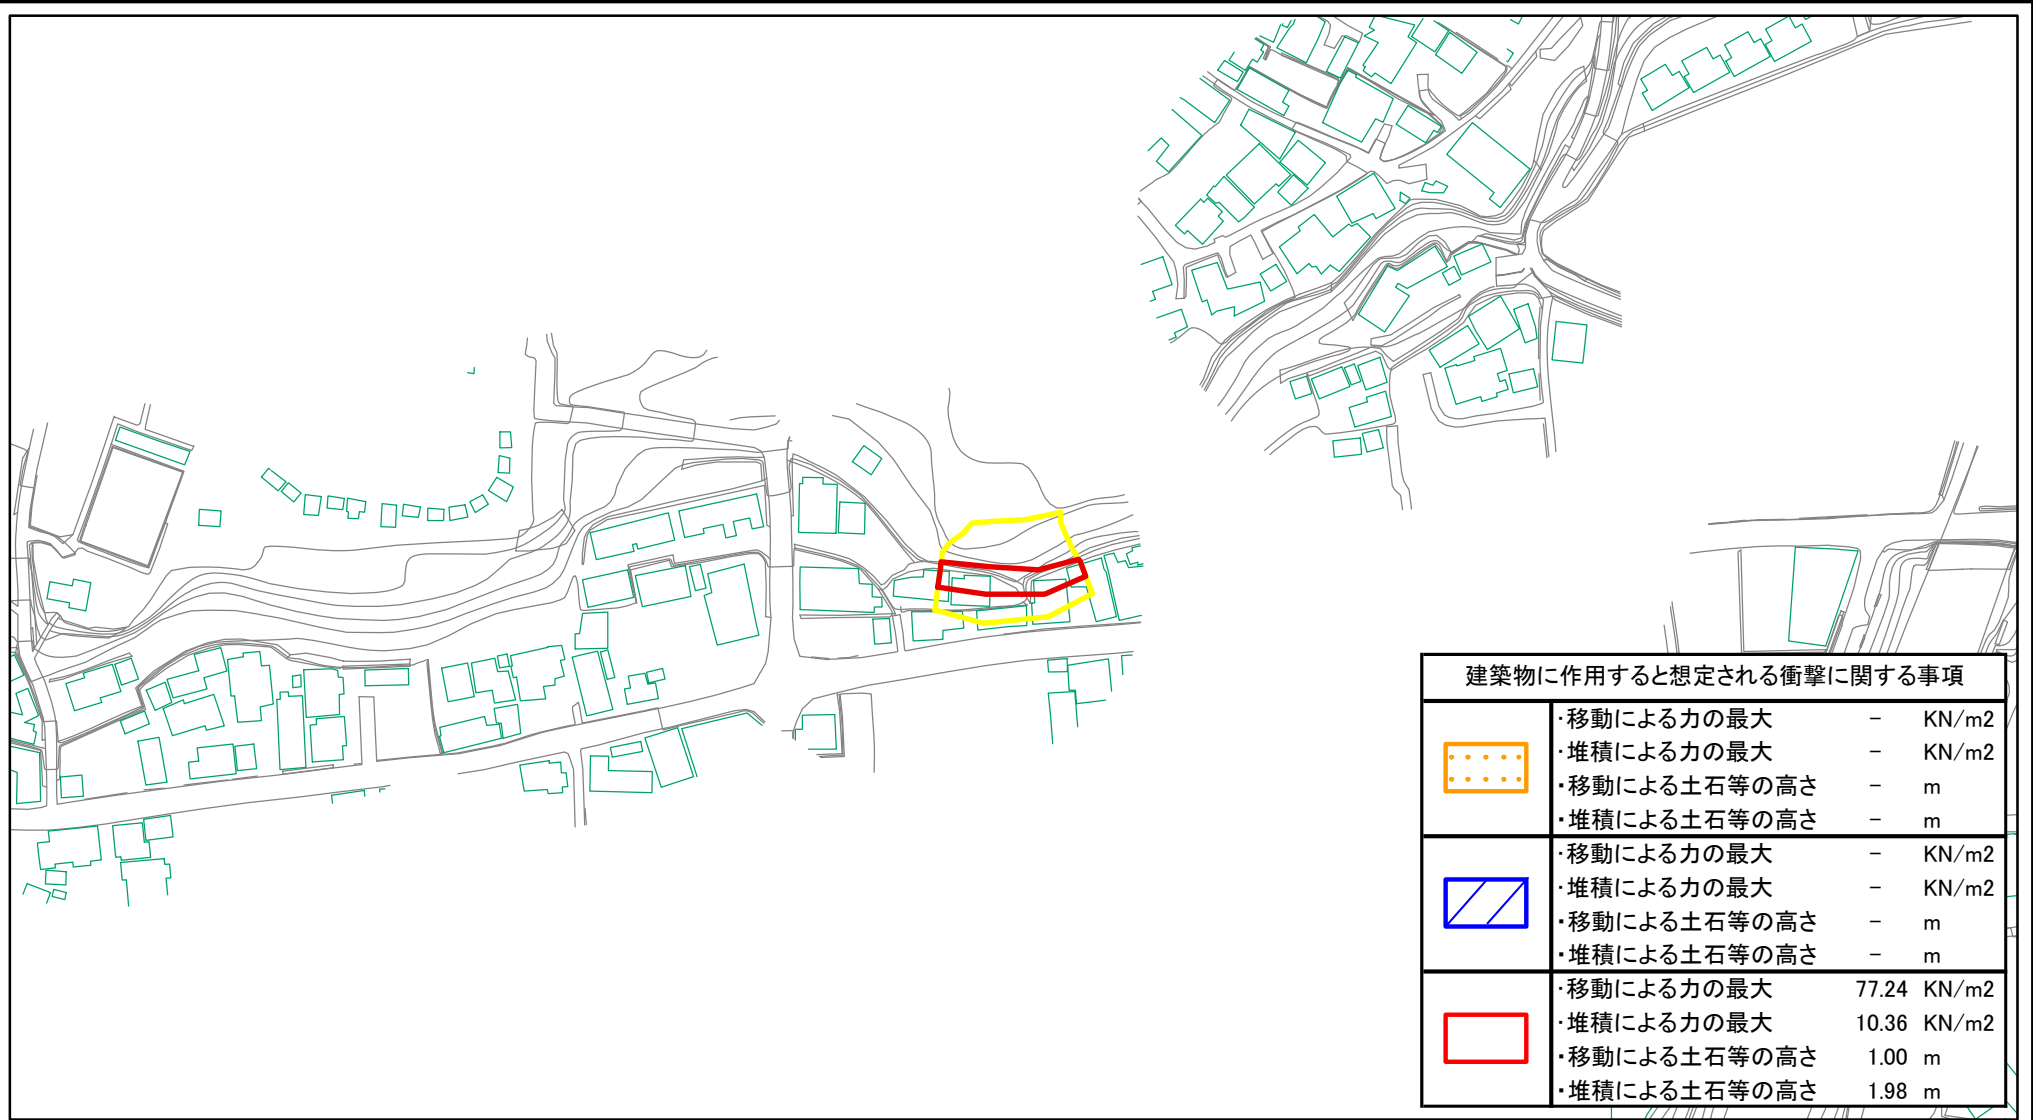 建築物に作用すると想定される衝撃に関する事項
・移動による力の最大 － KN/m2
・堆積による力の最大 － KN/m2
・移動による土石等の高さ － m
・堆積による土石等の高さ － m
・移動による力の最大 － KN/m2
・堆積による力の最大 － KN/m2
・移動による土石等の高さ － m
・堆積による土石等の高さ － m
・移動による力の最大 77.24 KN/m2
・堆積による力の最大 10.36 KN/m2
・移動による土石等の高さ 1.00 m
・堆積による土石等の高さ 1.98 m